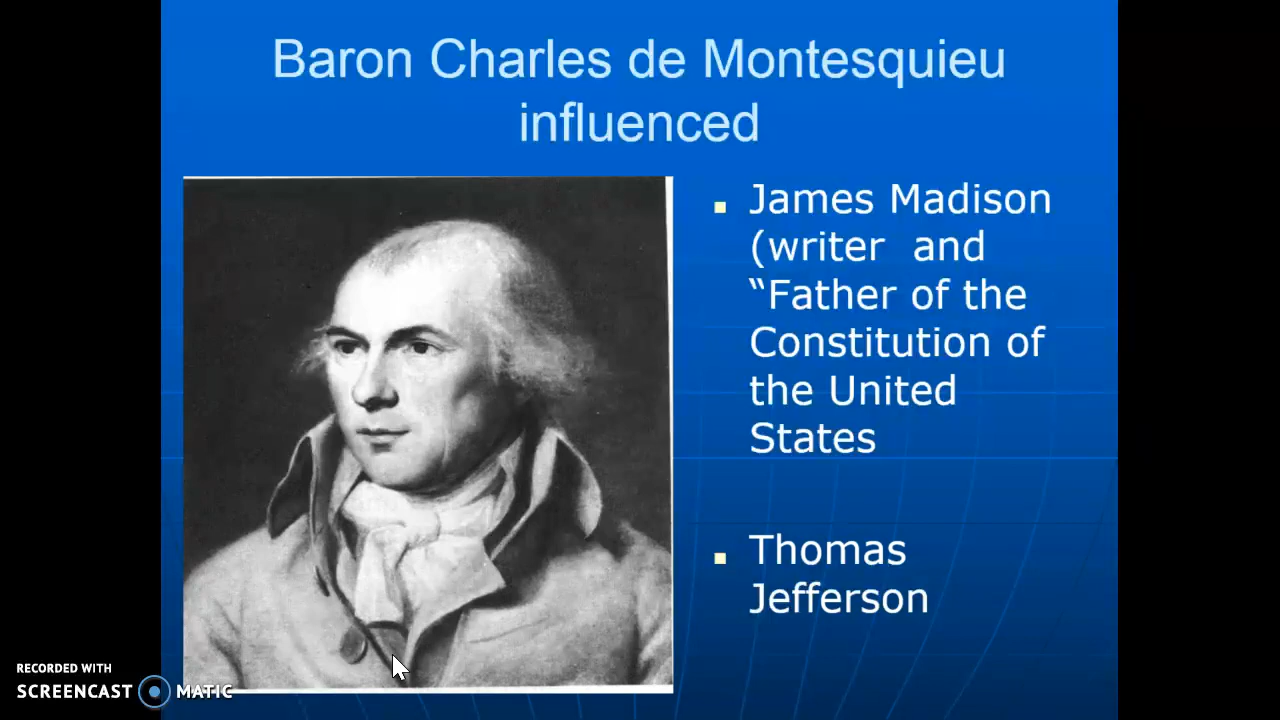 Baron Charles de Montesquieu
influenced
▪ James Madison
(writer  and
“Father of the
Constitution of
the United
States
▪ Thomas
Jefferson
RECORDED WITH
SCREENCAST MATIC